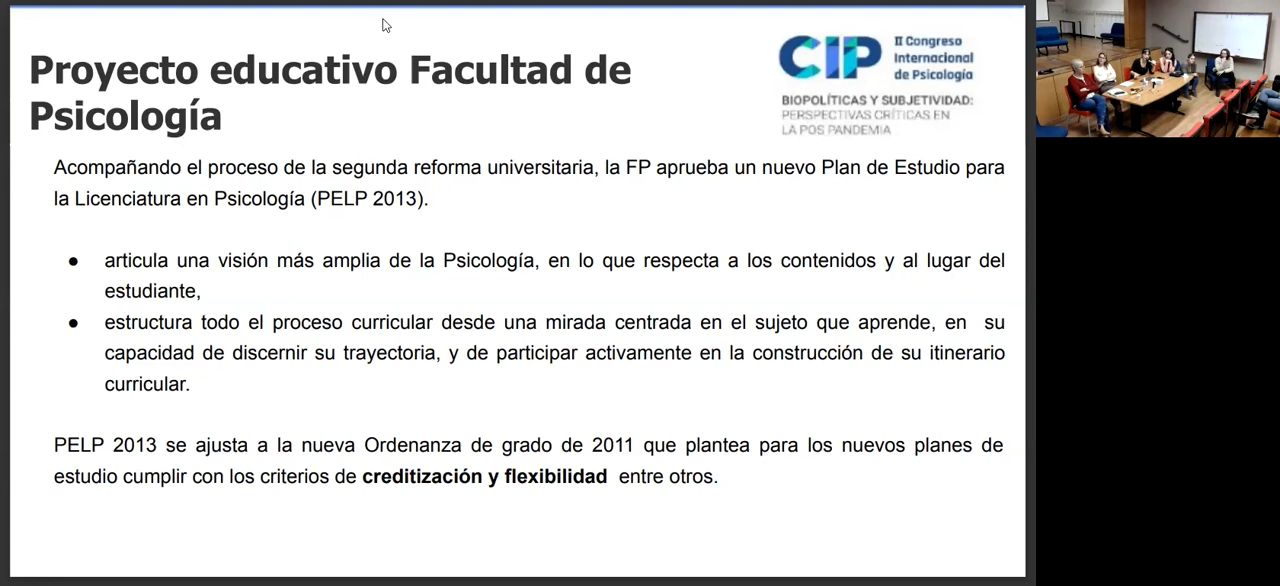 Proyecto educativo Facultad de
Psicología
CIP
II Congreso
Internacional
de Psicología
BIOPOLÍTICAS Y SUBJETIVIDAD:
PERSPECTIVAS CRÍTICAS EN
LA POS PANDEMIA
Acompañando el proceso de la segunda reforma universitaria, la FP aprueba un nuevo Plan de Estudio para
la Licenciatura en Psicología (PELP 2013).
● articula una visión más amplia de la Psicología, en lo que respecta a los contenidos y al lugar del
estudiante,
● estructura todo el proceso curricular desde una mirada centrada en el sujeto que aprende, en su
capacidad de discernir su trayectoria, y de participar activamente en la construcción de su itinerario
curricular.
PELP 2013 se ajusta a la nueva Ordenanza de grado de 2011 que plantea para los nuevos planes de
estudio cumplir con los criterios de creditización y flexibilidad entre otros.